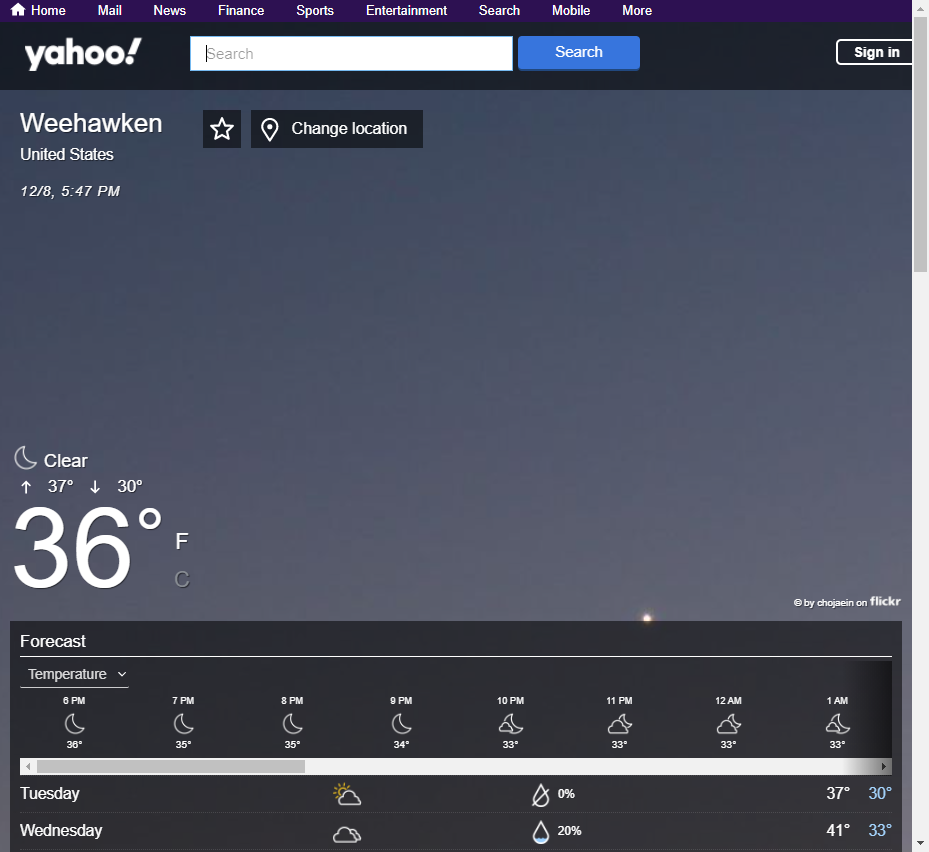 Home Mail News Finance Sports Entertainment Search Mobile More
yahoo! Search Search Sign in
Weehawken Change location
United States
12/8, 5:47 PM
Clear
37° 30°
36° F
C
© by chojaein on flickr
Forecast
Temperature
6 PM 7 PM 8 PM 9 PM 10 PM 11 PM 12 AM 1 AM
36° 35° 35° 34° 33° 33° 33° 33°
Tuesday 0% 37° 30°
Wednesday 20% 41° 33°